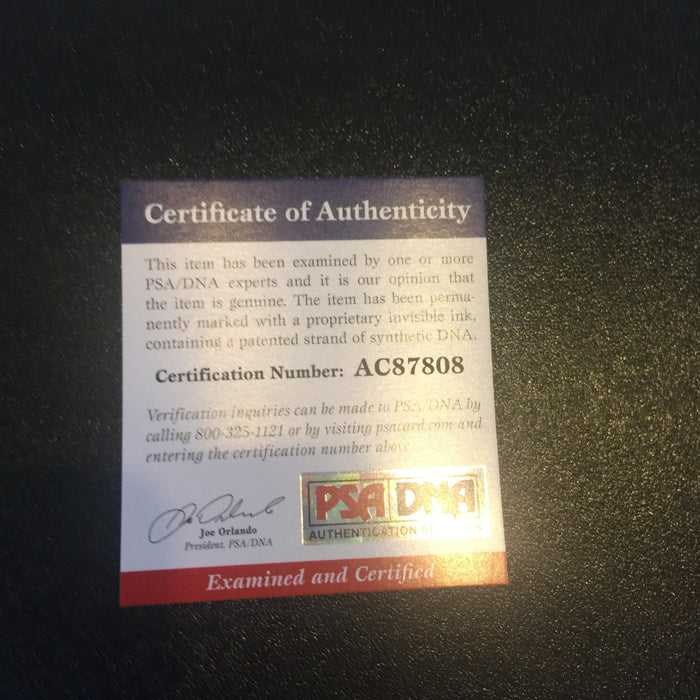 Certificate of Authenticity
This item has been examined by one or more
PSA/DNA experts and it is our opinion that
the item is genuine. The item has been perma-
nently marked with a proprietary invisible ink,
containing a patented strand of synthetic DNA.
Certification Number: AC87808
Verification inquiries can be made to PSA/DNA by
calling 800-325-1121 or by visiting psacard.com and
entering the certification number above
Joe Orlando
President, PSA/DNA
PSA DNA
AUTHENTICATION SERVICES
Examined and Certified